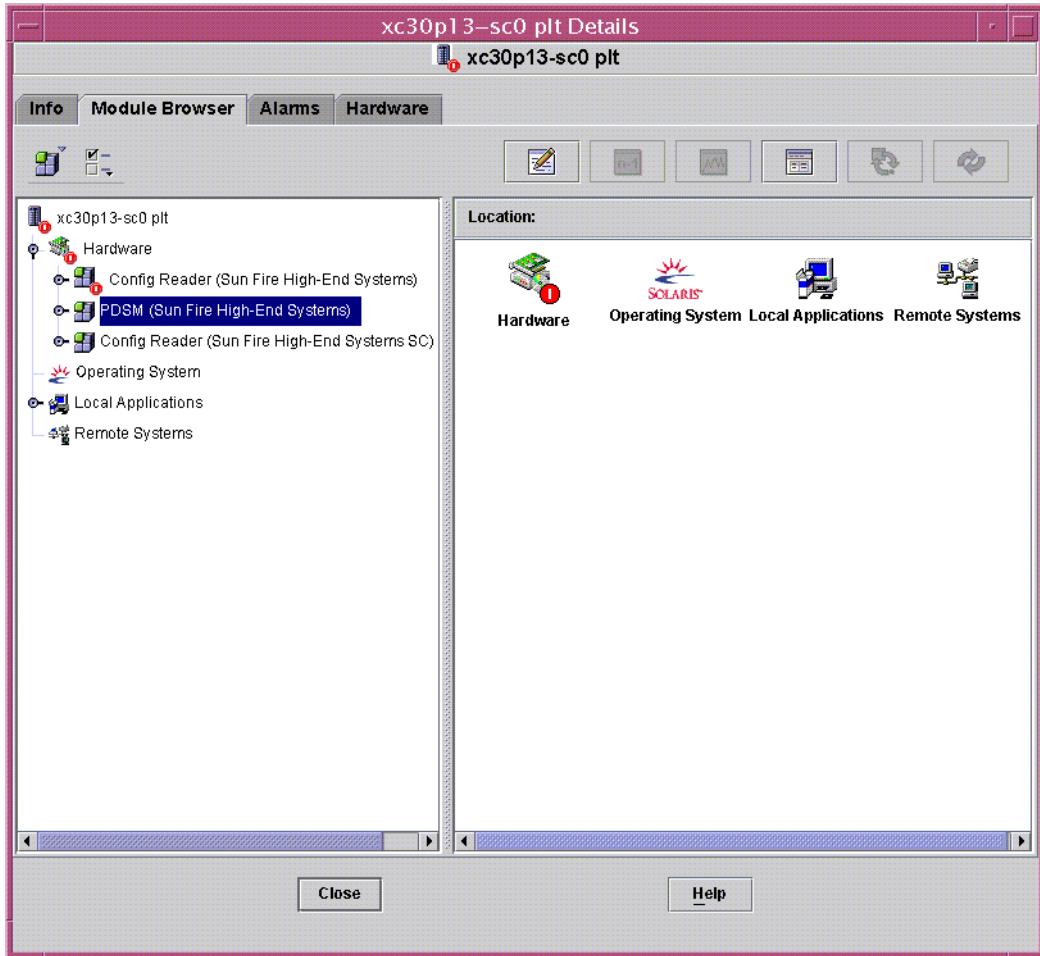 xc30p13-sc0 plt Details
xc30p13-sc0 plt
Info Module Browser Alarms Hardware
n-1
xc30p13-sc0 plt
Hardware
Config Reader (Sun Fire High-End Systems)
PDSM (Sun Fire High-End Systems)
Config Reader (Sun Fire High-End Systems SC)
Operating System
Local Applications
Remote Systems
Location:
SOLARIS
Hardware Operating System Local Applications Remote Systems
Close Help